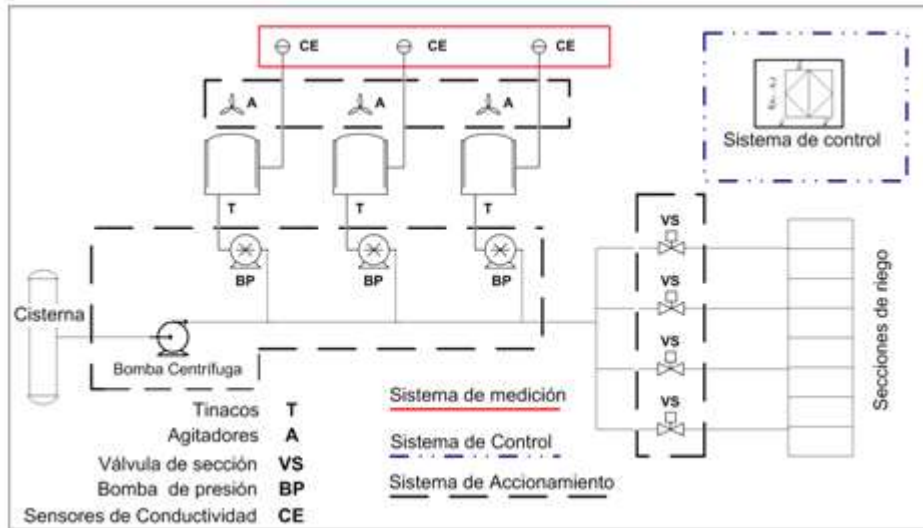 CE CE CE
A A A
Sistema de control
T T T
VS
BP BP BP
VS
Cisterna
VS
Bomba Centrífuga
VS
Secciones de riego
Tinacos T
Agitadores A
Válvula de sección VS
Bomba de presión BP
Sensores de Conductividad CE
Sistema de medición
Sistema de Control
Sistema de Accionamiento